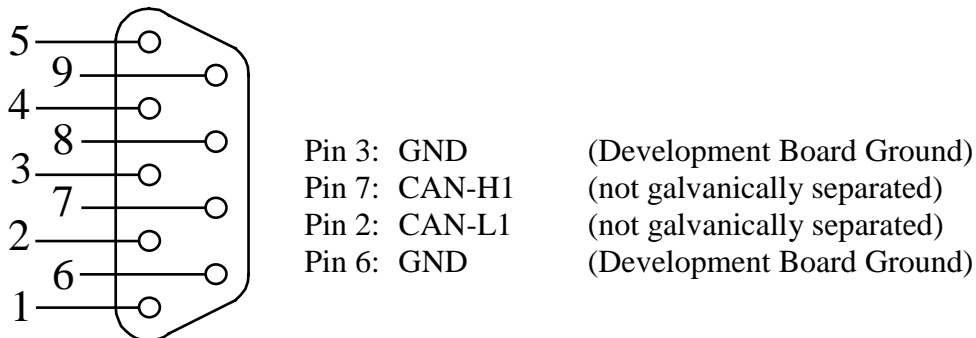 5
9
4
8
3
7
2
6
1
Pin 3: GND (Development Board Ground)
Pin 7: CAN-H1 (not galvanically separated)
Pin 2: CAN-L1 (not galvanically separated)
Pin 6: GND (Development Board Ground)